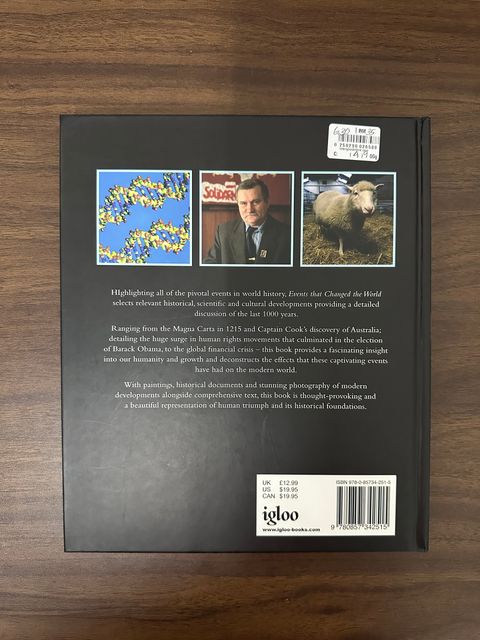 SOLIDARN
HIghlighting all of the pivotal events in world history, Events that Changed the World
selects relevant historical, scientific and cultural developments providing a detailed
discussion of the last 1000 years.
Ranging from the Magna Carta in 1215 and Captain Cook's discovery of Australia;
detailing the huge surge in human rights movements that culminated in the election
of Barack Obama, to the global financial crisis – this book provides a fascinating insight
into our humanity and growth and deconstructs the effects that these captivating events
have had on the modern world.
With paintings, historical documents and stunning photography of modern
developments alongside comprehensive text, this book is thought-provoking and
a beautiful representation of human triumph and its historical foundations.
UK £12.99
US $19.95
CAN $19.95
igloo
www.igloo-books.com
ISBN 978-0-85734-251-5
9 780857 342515